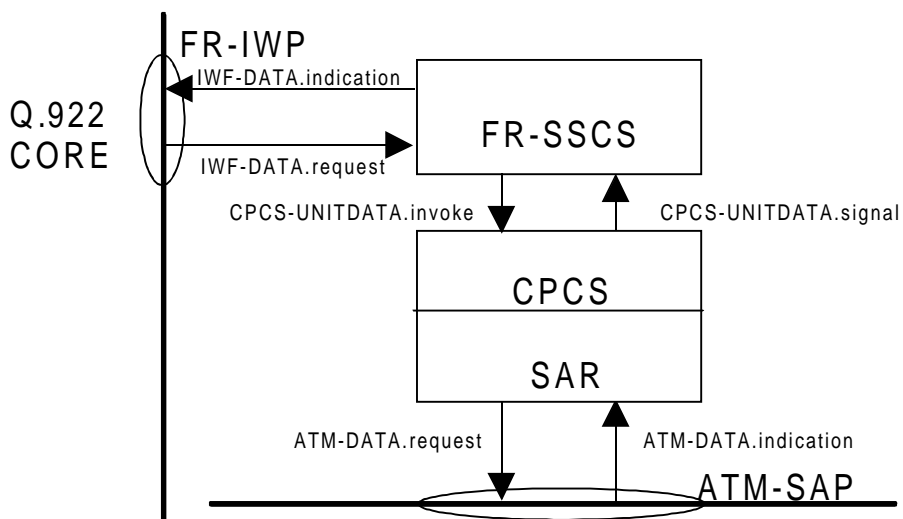 FR-IWP
IWF-DATA.indication
Q.922
CORE
FR-SSCS
IWF-DATA.request
CPCS-UNITDATA.invoke
CPCS-UNITDATA.signal
CPCS
SAR
ATM-DATA.request
ATM-DATA.indication
ATM-SAP